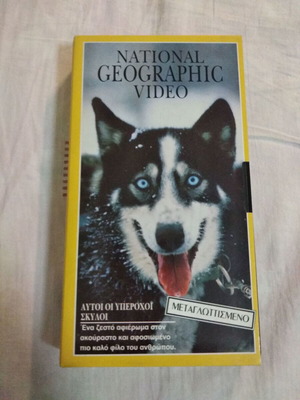 NATIONAL
GEOGRAPHIC
VIDEO
ΑΥΤΟΙ ΟΙ ΥΠΕΡΟΧΟΙ
ΣΚΥΛΟΙ
ΜΕΤΑΓΛΩΤΤΙΣΜΕΝΟ
Ένα ζεστό αφιέρωμα στον
ακούραστο και αφοσιωμένο
πιο καλό φίλο του ανθρώπου.